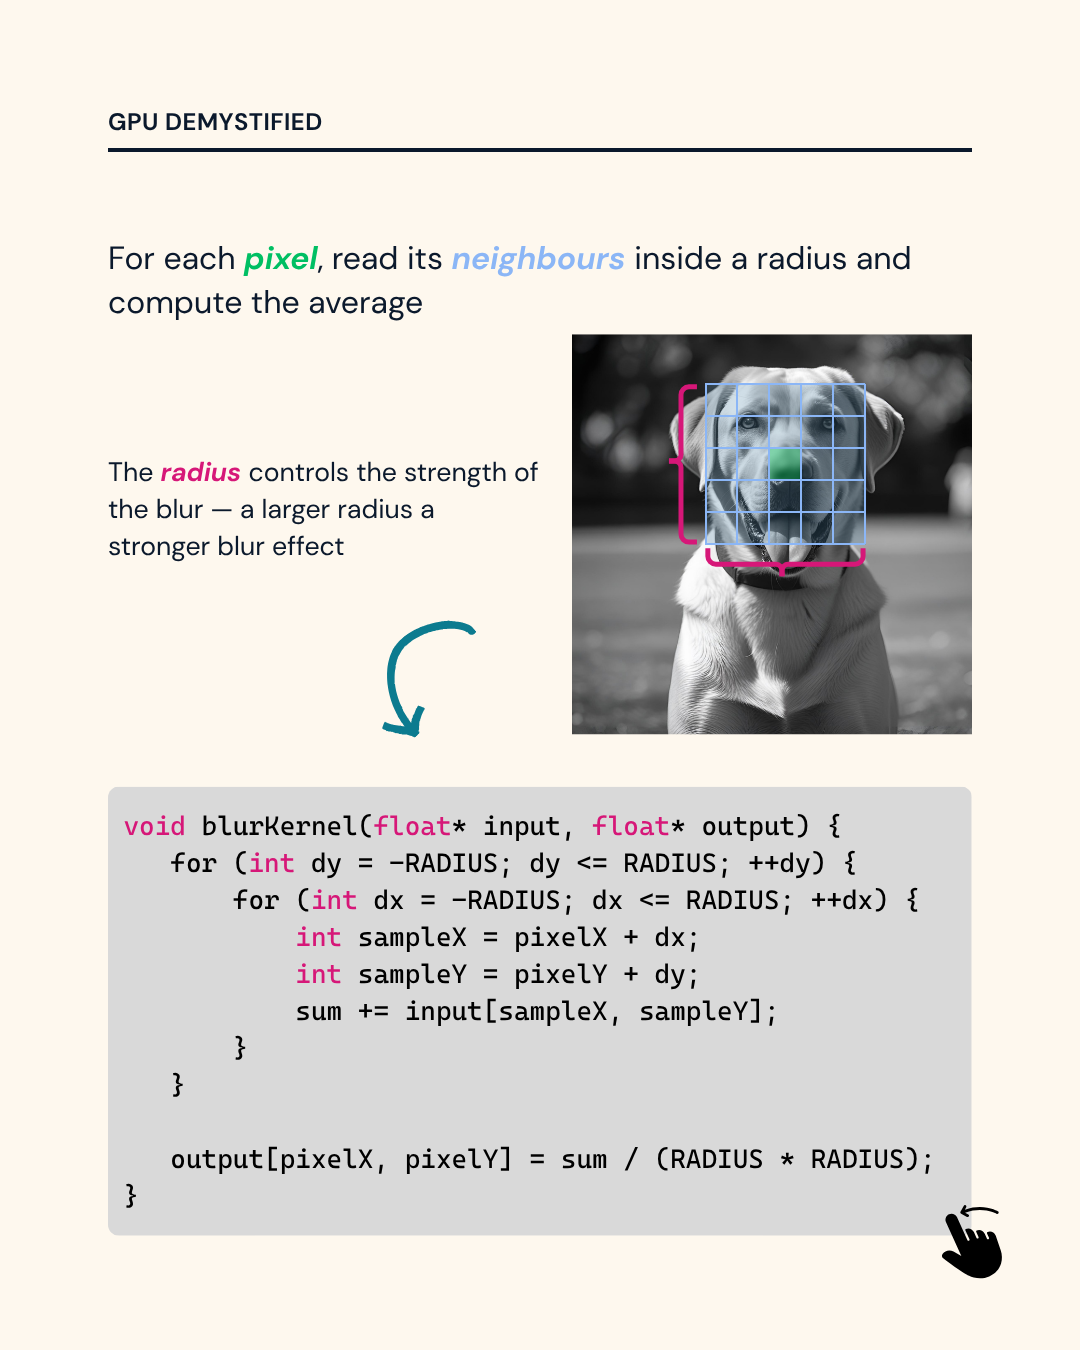 GPU DEMYSTIFIED
For each pixel, read its neighbours inside a radius and
compute the average
The radius controls the strength of
the blur — a larger radius a
stronger blur effect
void blurKernel(float* input, float* output) {
   for (int dy = -RADIUS; dy <= RADIUS; ++dy) {
       for (int dx = -RADIUS; dx <= RADIUS; ++dx) {
           int sampleX = pixelX + dx;
           int sampleY = pixelY + dy;
           sum += input[sampleX, sampleY];
       }
   }
   output[pixelX, pixelY] = sum / (RADIUS * RADIUS);
}